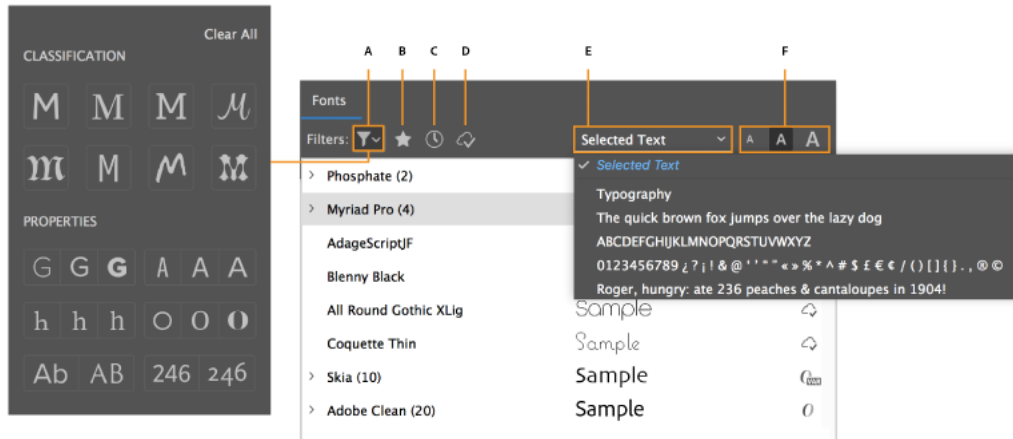 Clear All
CLASSIFICATION
M M M M
m M M M
PROPERTIES
G G G A A A
h h h O O O
Ab AB 246 246
A B C D E F
Fonts
Filters: Selected Text A A A
Selected Text
Typography
The quick brown fox jumps over the lazy dog
ABCDEFGHIJKLMNOPQRSTUVWXYZ
0123456789 ¿ ? ¡ ! & @ ‘ ’ “ ” « » % * ^ # $ £ € ¢ / ( ) [ ] { } . , ® ©
Roger, hungry: ate 236 peaches & cantaloupes in 1904!
Phosphate (2)
Myriad Pro (4)
AdageScriptJF
Blenny Black
All Round Gothic XLig Sample
Coquette Thin Sample
Skia (10) Sample VAR
Adobe Clean (20) Sample O